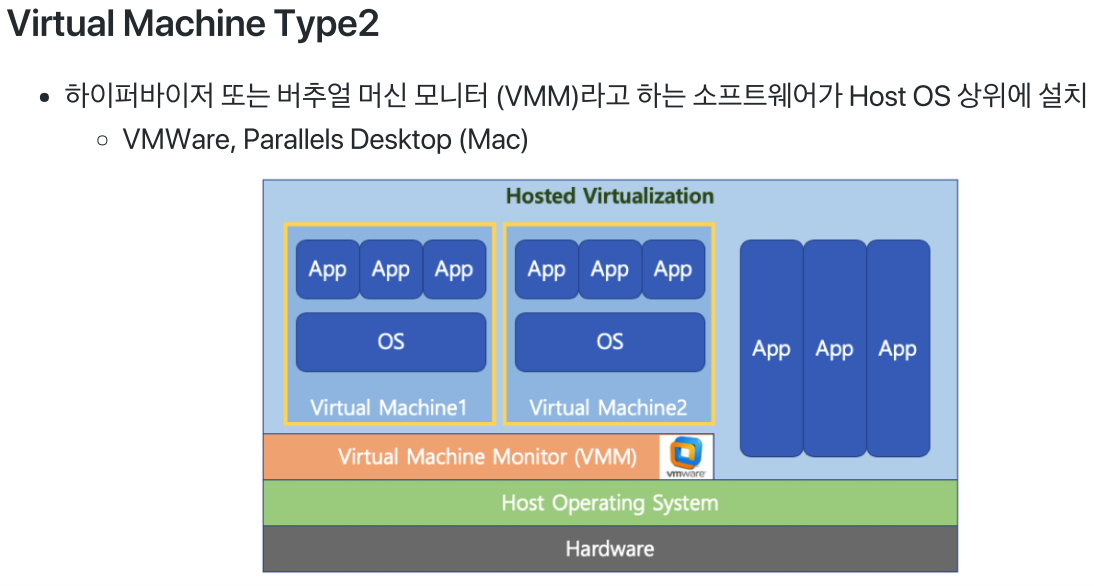 Virtual Machine Type2
하이퍼바이저 또는 버추얼 머신 모니터 (VMM)라고 하는 소프트웨어가 Host OS 상위에 설치
VMWare, Parallels Desktop (Mac)
Hosted Virtualization
App App App
OS
Virtual Machine1
App App App
OS
Virtual Machine2
App App App
Virtual Machine Monitor (VMM)
vmware
Host Operating System
Hardware